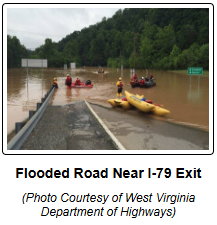 Flooded Road Near I-79 Exit
(Photo Courtesy of West Virginia
Department of Highways)